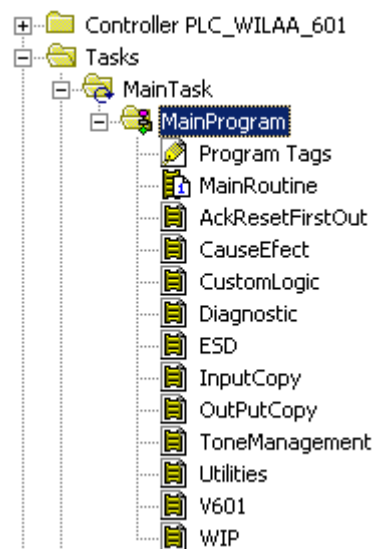 Controller PLC_WILAA_601
Tasks
MainTask
MainProgram
Program Tags
MainRoutine
AckResetFirstOut
CauseEfect
CustomLogic
Diagnostic
ESD
InputCopy
OutPutCopy
ToneManagement
Utilities
V601
WIP